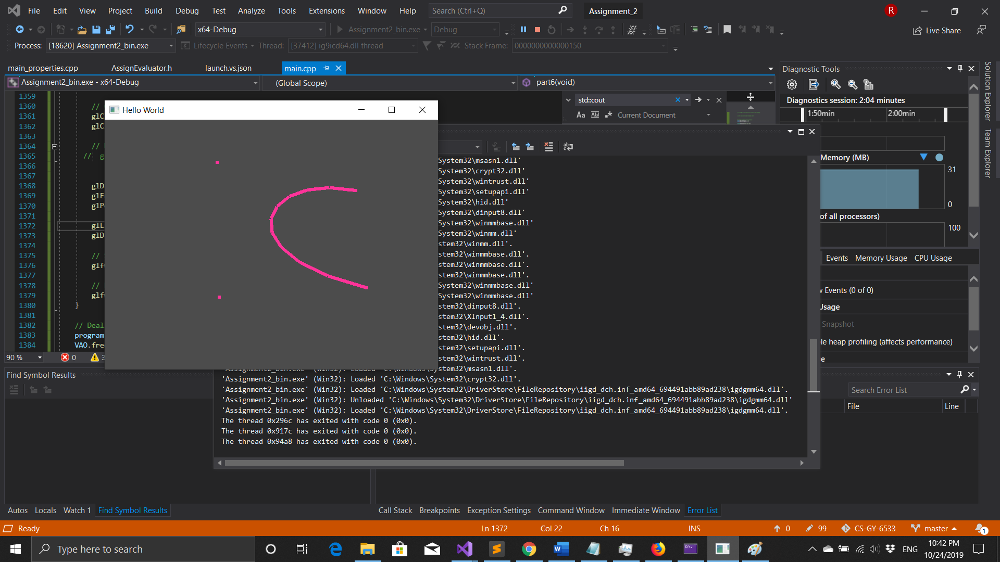 File Edit View Project Build Debug Test Analyze Tools Extensions Window Help Search (Ctrl+Q) Assignment_2 R
x64-Debug Assignment2_bin.exe Debug Live Share
Process: [18620] Assignment2_bin.exe Lifecycle Events Thread: [37412] ig9icd64.dll thread Stack Frame: 0000000000000150
main_properties.cpp AssignEvaluator.h launch.vs.json main.cpp
Assignment2_bin.exe - x64-Debug (Global Scope) part6(void)
std::cout
Aa Current Document
Diagnostic Tools
Diagnostics session: 2:04 minutes
1:50min 2:00min
Memory (MB)
31
0
of all processors)
100
Events Memory Usage CPU Usage
Events (0 of 0)
Snapshot
le heap profiling (affects performance)
Solution Explorer
Team Explorer
Hello World
1359
1360 //
1361 glC
1362 glC
1363
1364 //
1365 // g
1366
1367
1368 glD
1369 glE
1370 glP
1371
1372 glL
1373 glD
1374
1375 //
1376 glf
1377
1378 //
1379 glf
1380 }
1381
1382 // Deal
1383 program
1384 VAO.fre
90 % 0 3
System32\msasn1.dll'
System32\crypt32.dll'
System32\wintrust.dll'
System32\setupapi.dll'
System32\hid.dll'
System32\dinput8.dll'
System32\winmmbase.dll'
System32\winmm.dll'
stem32\winmm.dll'.
stem32\winmmbase.dll'.
stem32\winmmbase.dll'.
stem32\winmmbase.dll'.
System32\winmmbase.dll'
System32\winmmbase.dll'
stem32\dinput8.dll'.
stem32\XInput1_4.dll'.
stem32\devobj.dll'.
stem32\hid.dll'.
stem32\setupapi.dll'.
stem32\wintrust.dll'.
'Assignment2_bin.exe' (Win32): Loaded 'C:\Windows\System32\msasn1.dll'.
'Assignment2_bin.exe' (Win32): Loaded 'C:\Windows\System32\crypt32.dll'.
'Assignment2_bin.exe' (Win32): Loaded 'C:\Windows\System32\DriverStore\FileRepository\iigd_dch.inf_amd64_694491abb89ad238\igdgmm64.dll'.
'Assignment2_bin.exe' (Win32): Unloaded 'C:\Windows\System32\DriverStore\FileRepository\iigd_dch.inf_amd64_694491abb89ad238\igdgmm64.dll'
'Assignment2_bin.exe' (Win32): Loaded 'C:\Windows\System32\DriverStore\FileRepository\iigd_dch.inf_amd64_694491abb89ad238\igdgmm64.dll'.
The thread 0x296c has exited with code 0 (0x0).
The thread 0x917c has exited with code 0 (0x0).
The thread 0x94a8 has exited with code 0 (0x0).
Find Symbol Results
Search Error List
File Line
Autos Locals Watch 1 Find Symbol Results
Call Stack Breakpoints Exception Settings Command Window Immediate Window Error List
Ready Ln 1372 Col 22 Ch 16 INS 0 99 CS-GY-6533 master 1
Type here to search
ENG
10:42 PM
10/24/2019